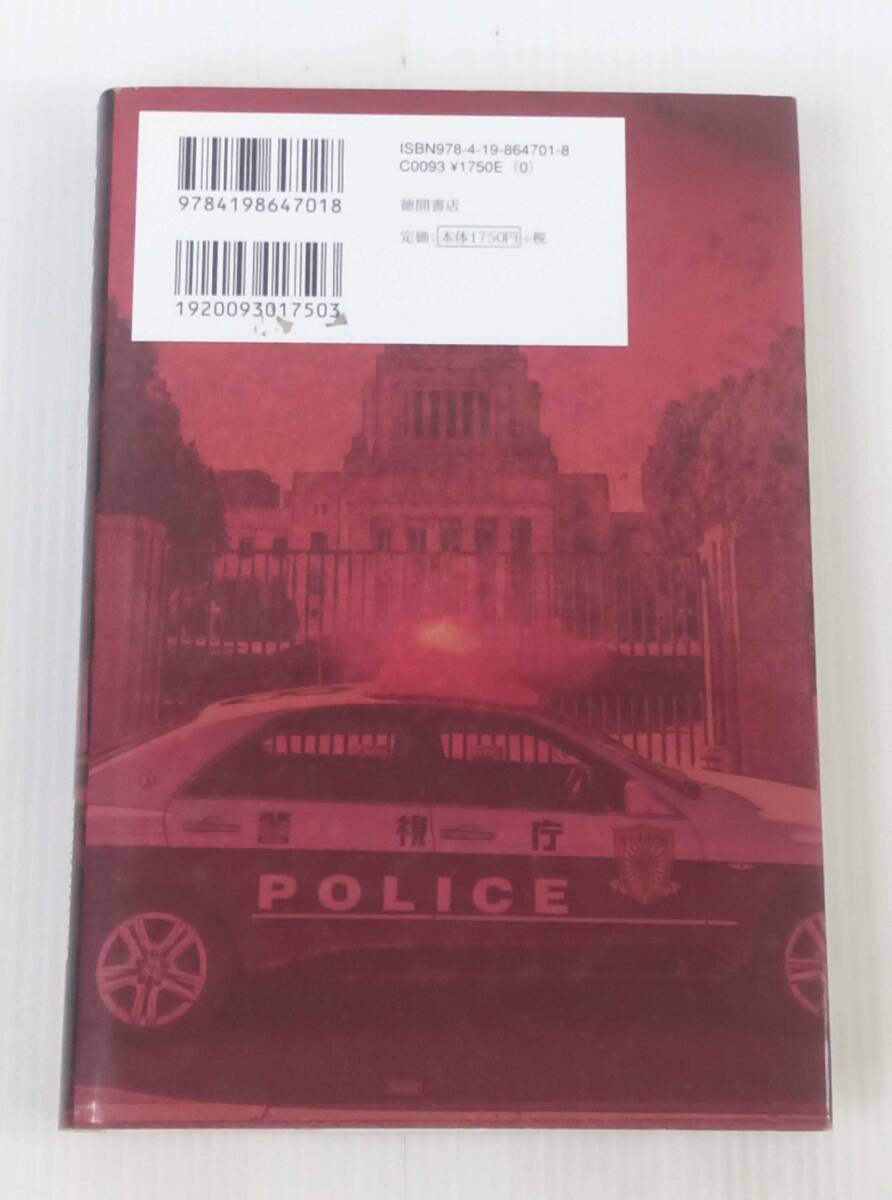 ISBN978-4-19-864701-8
C0093 ¥1750E (0)
9784198647018
徳間書店
定価:本体1750円+税
1920093017503
警視庁
POLICE